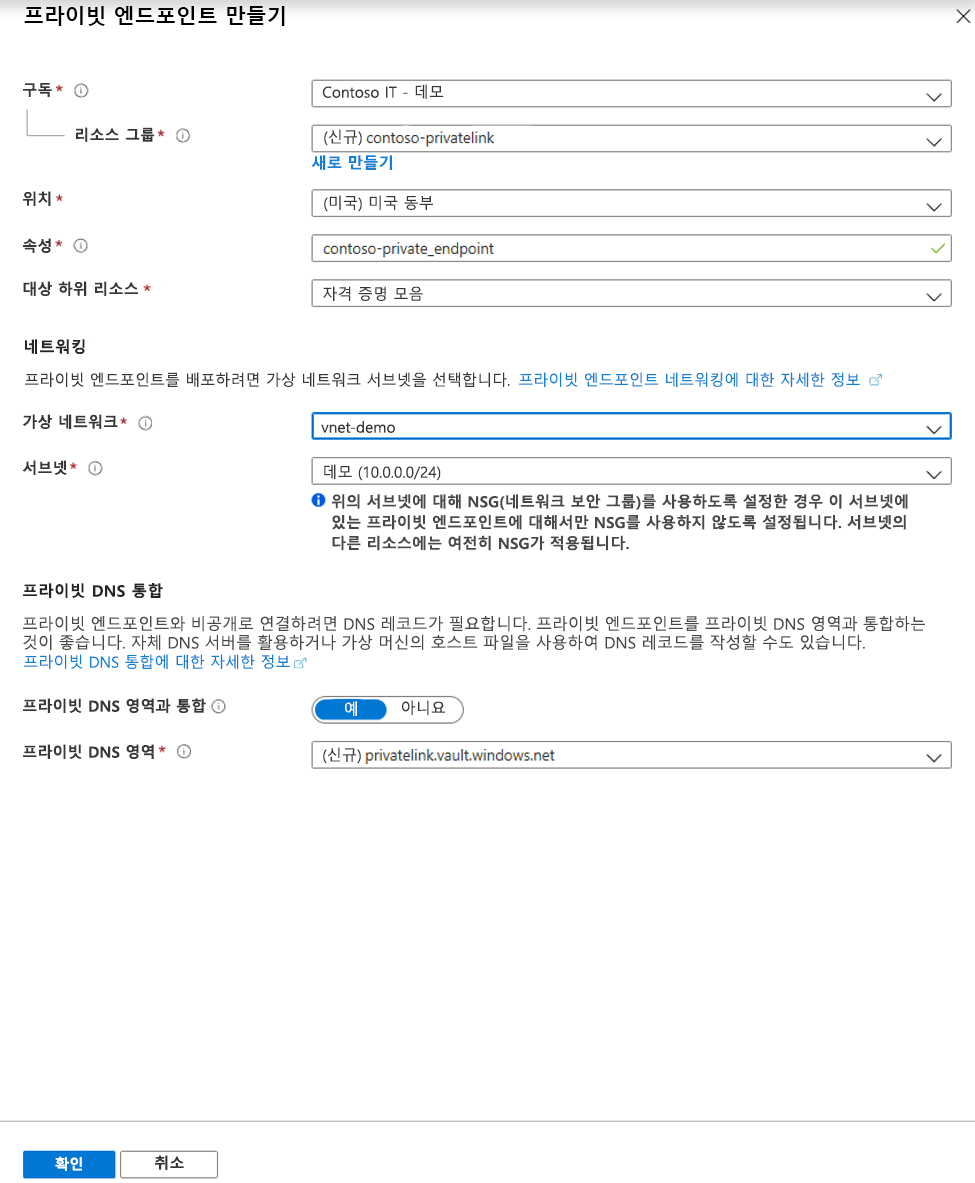 프라이빗 엔드포인트 만들기
구독*
Contoso IT - 데모
리소스 그룹*
(신규) contoso-privatelink
새로 만들기
위치*
(미국) 미국 동부
속성*
contoso-private_endpoint
대상 하위 리소스 *
자격 증명 모음
네트워킹
프라이빗 엔드포인트를 배포하려면 가상 네트워크 서브넷을 선택합니다. 프라이빗 엔드포인트 네트워킹에 대한 자세한 정보
가상 네트워크*
vnet-demo
서브넷*
데모 (10.0.0.0/24)
위의 서브넷에 대해 NSG(네트워크 보안 그룹)를 사용하도록 설정한 경우 이 서브넷에
있는 프라이빗 엔드포인트에 대해서만 NSG를 사용하지 않도록 설정됩니다. 서브넷의
다른 리소스에는 여전히 NSG가 적용됩니다.
프라이빗 DNS 통합
프라이빗 엔드포인트와 비공개로 연결하려면 DNS 레코드가 필요합니다. 프라이빗 엔드포인트를 프라이빗 DNS 영역과 통합하는
것이 좋습니다. 자체 DNS 서버를 활용하거나 가상 머신의 호스트 파일을 사용하여 DNS 레코드를 작성할 수도 있습니다.
프라이빗 DNS 통합에 대한 자세한 정보
프라이빗 DNS 영역과 통합
예 아니요
프라이빗 DNS 영역*
(신규) privatelink.vault.windows.net
확인 취소